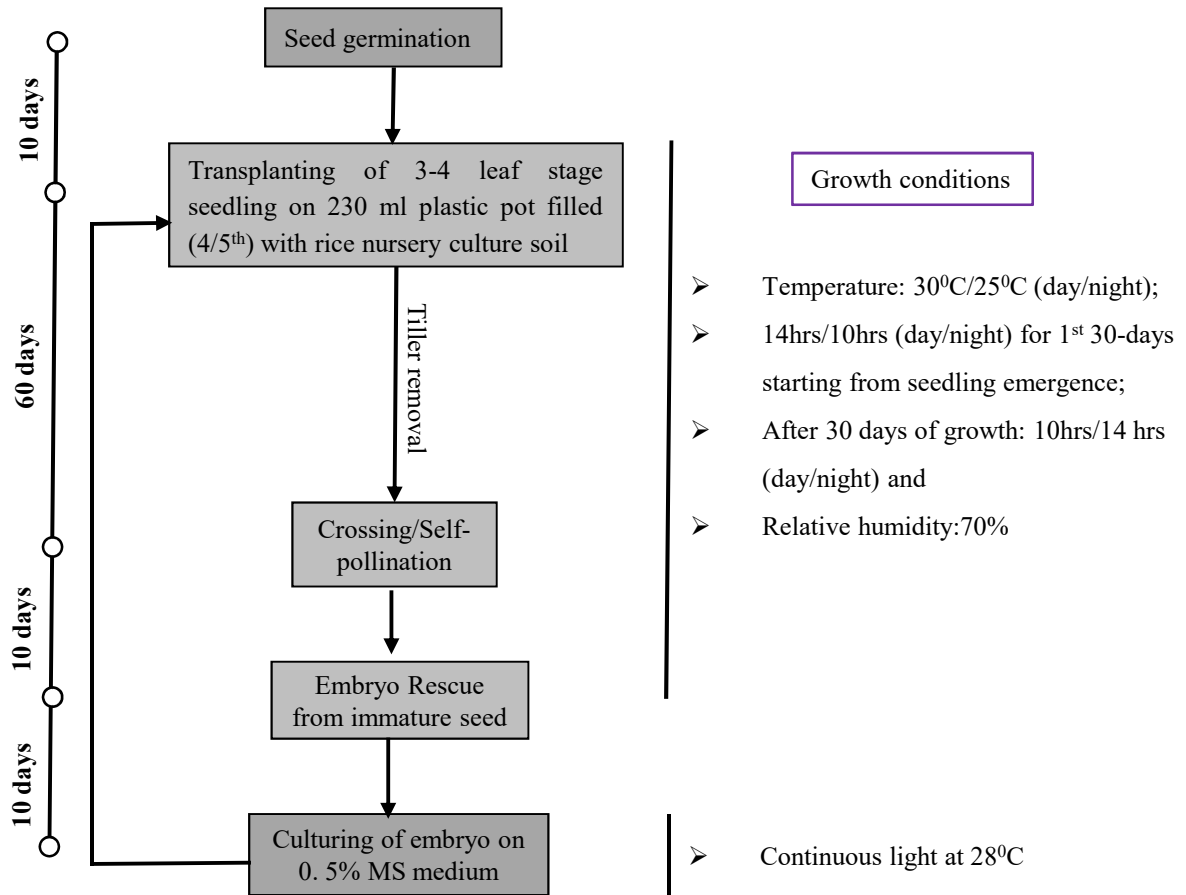 Seed germination
10 days
Transplanting of 3-4 leaf stage
seedling on 230 ml plastic pot filled
(4/5th) with rice nursery culture soil
Growth conditions
➢ Temperature: 30⁰C/25⁰C (day/night);
➢ 14hrs/10hrs (day/night) for 1st 30-days
starting from seedling emergence;
➢ After 30 days of growth: 10hrs/14 hrs
(day/night) and
➢ Relative humidity:70%
60 days
Tiller removal
Crossing/Self-
pollination
10 days
Embryo Rescue
from immature seed
10 days
Culturing of embryo on
0. 5% MS medium
➢ Continuous light at 28⁰C